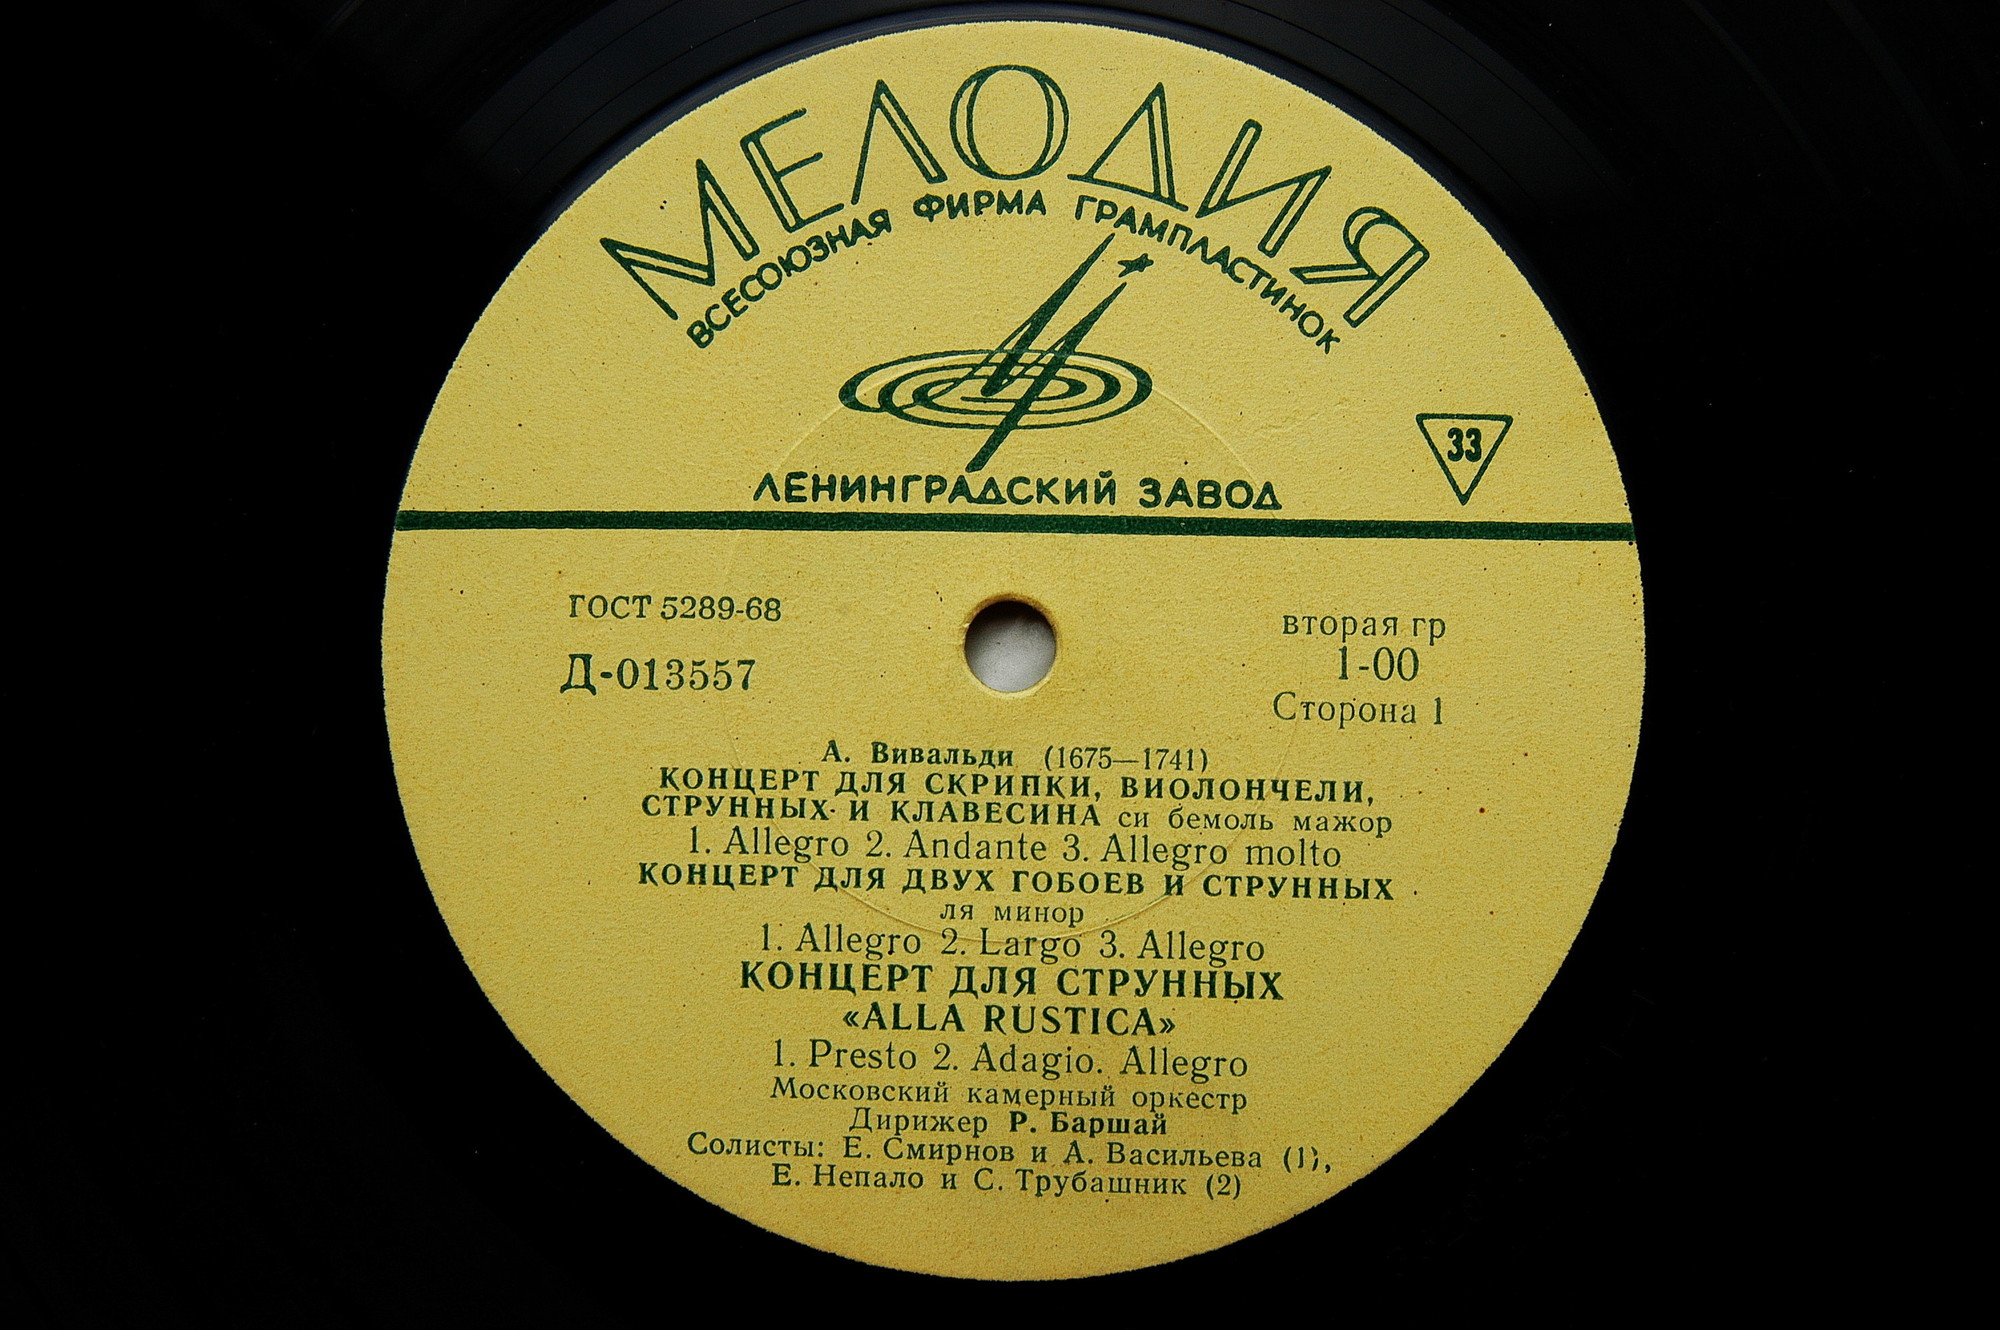 МЕЛОДИЯ
ВСЕСОЮЗНАЯ ФИРМА ГРАМПЛАСТИНОК
33
ЛЕНИНГРАДСКИЙ ЗАВОД
ГОСТ 5289-68
Д-013557
вторая гр
1-00
Сторона 1
А. Вивальди (1675—1741)
КОНЦЕРТ ДЛЯ СКРИПКИ, ВИОЛОНЧЕЛИ,
СТРУННЫХ И КЛАВЕСИНА си бемоль мажор
1. Allegro 2. Andante 3. Allegro molto
КОНЦЕРТ ДЛЯ ДВУХ ГОБОЕВ И СТРУННЫХ
ля минор
1. Allegro 2. Largo 3. Allegro
КОНЦЕРТ ДЛЯ СТРУННЫХ
«ALLA RUSTICA»
1. Presto 2. Adagio. Allegro
Московский камерный оркестр
Дирижер Р. Баршай
Солисты: Е. Смирнов и А. Васильева (1),
Е. Непало и С. Трубашник (2)